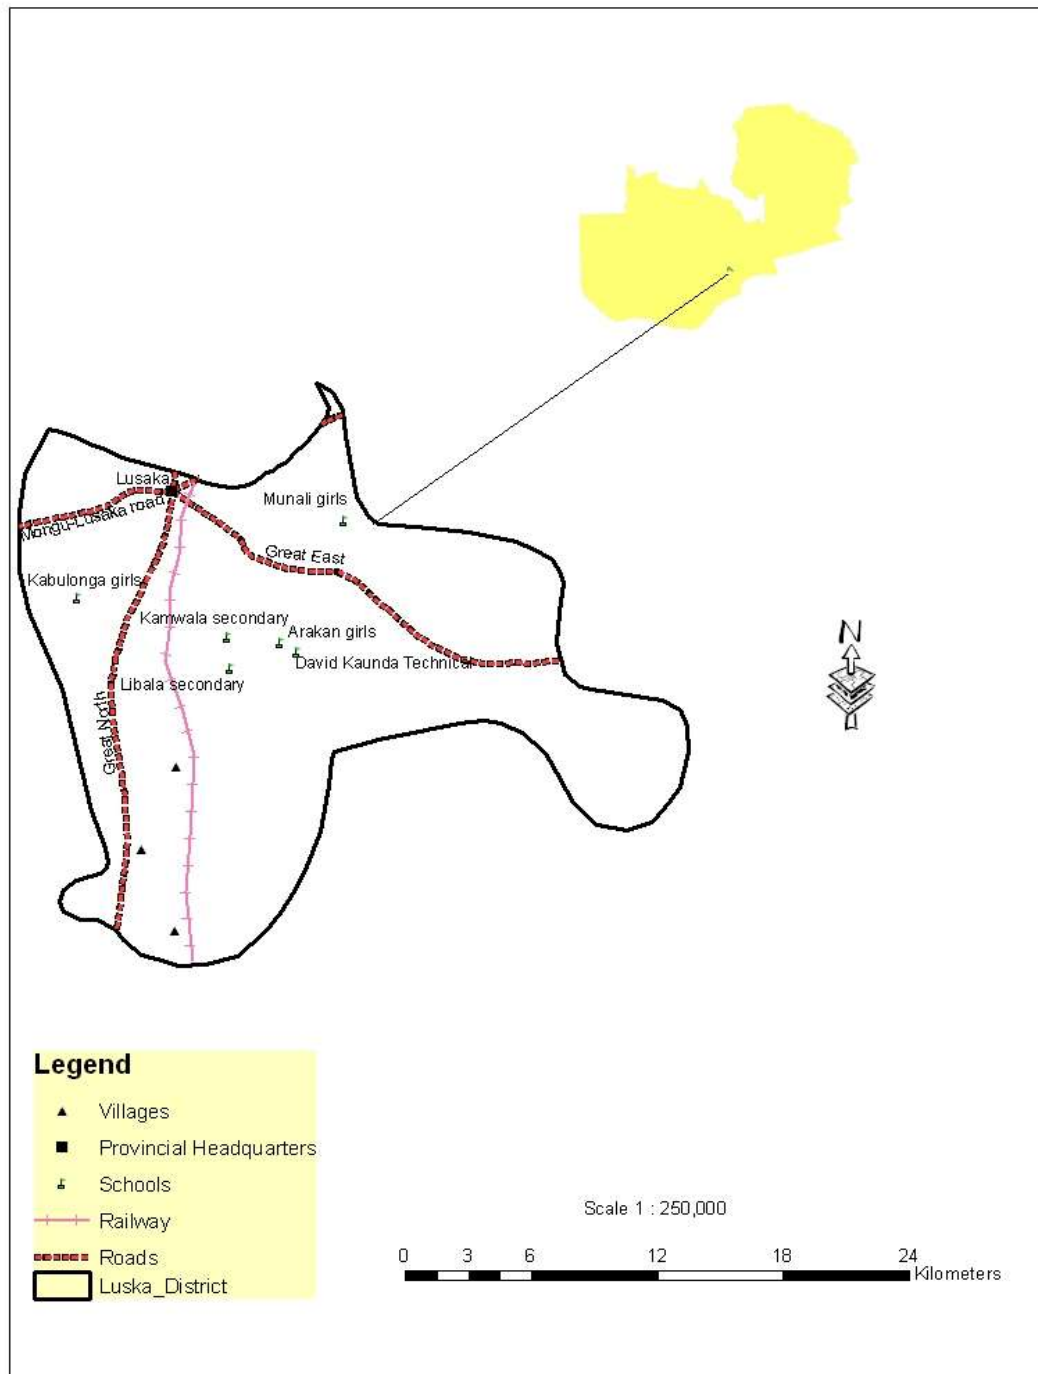 Lusaka
Munali girls
Mongu-Lusaka road
Great East
Kabulonga girls
Kamwala secondary
Arakan girls
David Kaunda Technical
Libala secondary
Great North
N
Legend
Villages
Provincial Headquarters
Schools
Railway
Roads
Luska_District
Scale 1 : 250,000
0 3 6 12 18 24
Kilometers